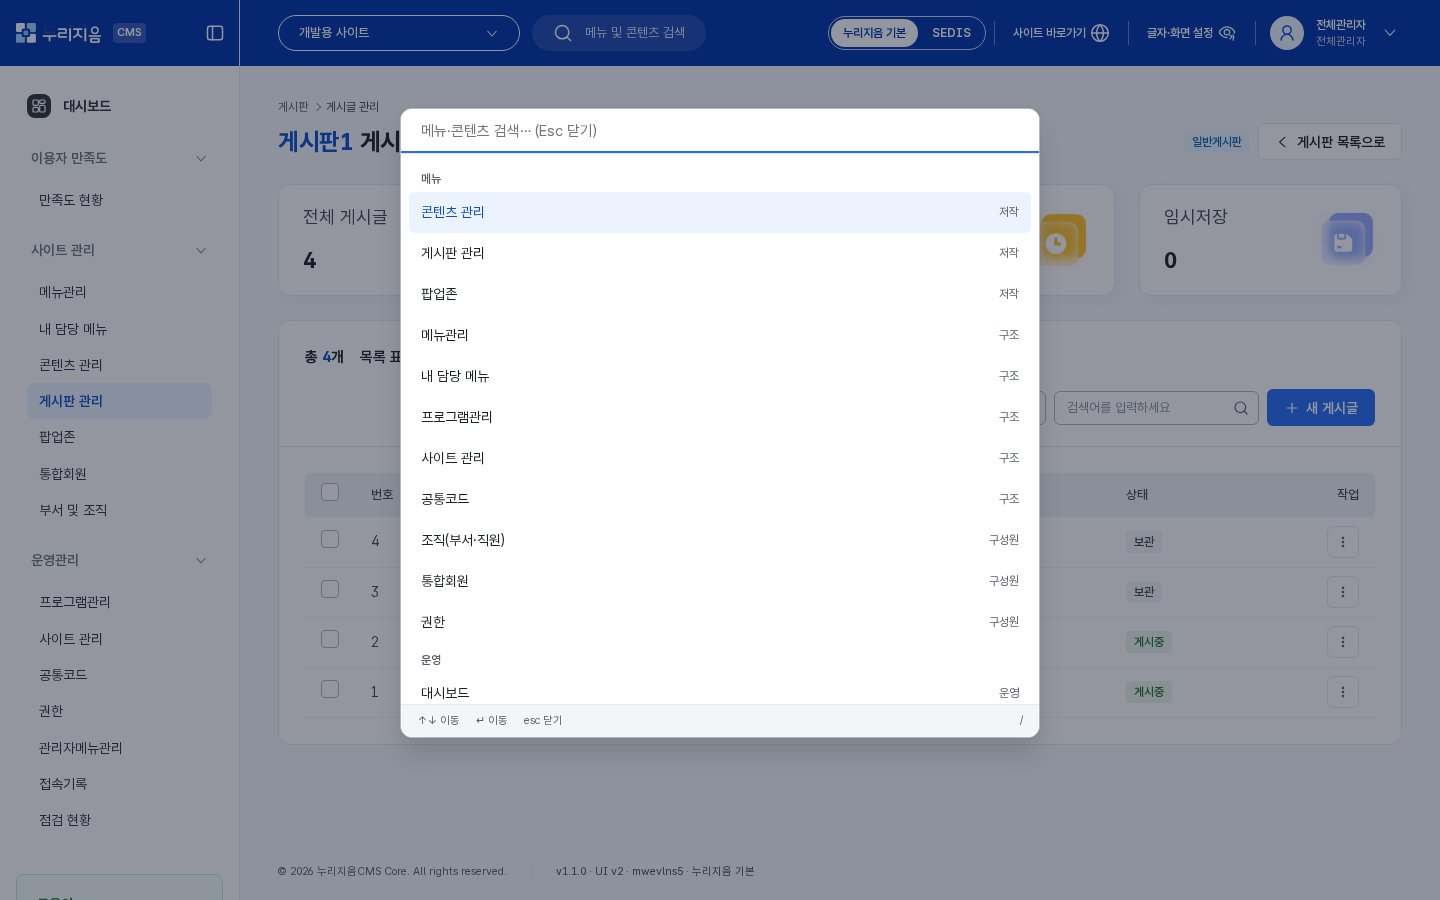 누리지음 CMS
개발용 사이트
메뉴 및 콘텐츠 검색
누리지음 기본
SEDIS
사이트 바로가기
글자·화면 설정
전체관리자
전체관리자
대시보드
이용자 만족도
만족도 현황
사이트 관리
메뉴관리
내 담당 메뉴
콘텐츠 관리
게시판 관리
팝업존
통합회원
부서 및 조직
운영관리
프로그램관리
사이트 관리
공통코드
권한
관리자메뉴관리
접속기록
점검 현황
게시판 > 게시글 관리
게시판1 게시
일반게시판
게시판 목록으로
전체 게시글
4
임시저장
0
총 4개 목록 표
검색어를 입력하세요
+ 새 게시글
번호 상태 작업
4 보관
3 보관
2 게시중
1 게시중
메뉴·콘텐츠 검색… (Esc 닫기)
메뉴
콘텐츠 관리 저작
게시판 관리 저작
팝업존 저작
메뉴관리 구조
내 담당 메뉴 구조
프로그램관리 구조
사이트 관리 구조
공통코드 구조
조직(부서·직원) 구성원
통합회원 구성원
권한 구성원
운영
대시보드 운영
↑↓ 이동 ↵ 이동 esc 닫기 /
© 2026 누리지음CMS Core. All rights reserved.
v1.1.0 · UI v2 · mwevlns5 · 누리지음 기본